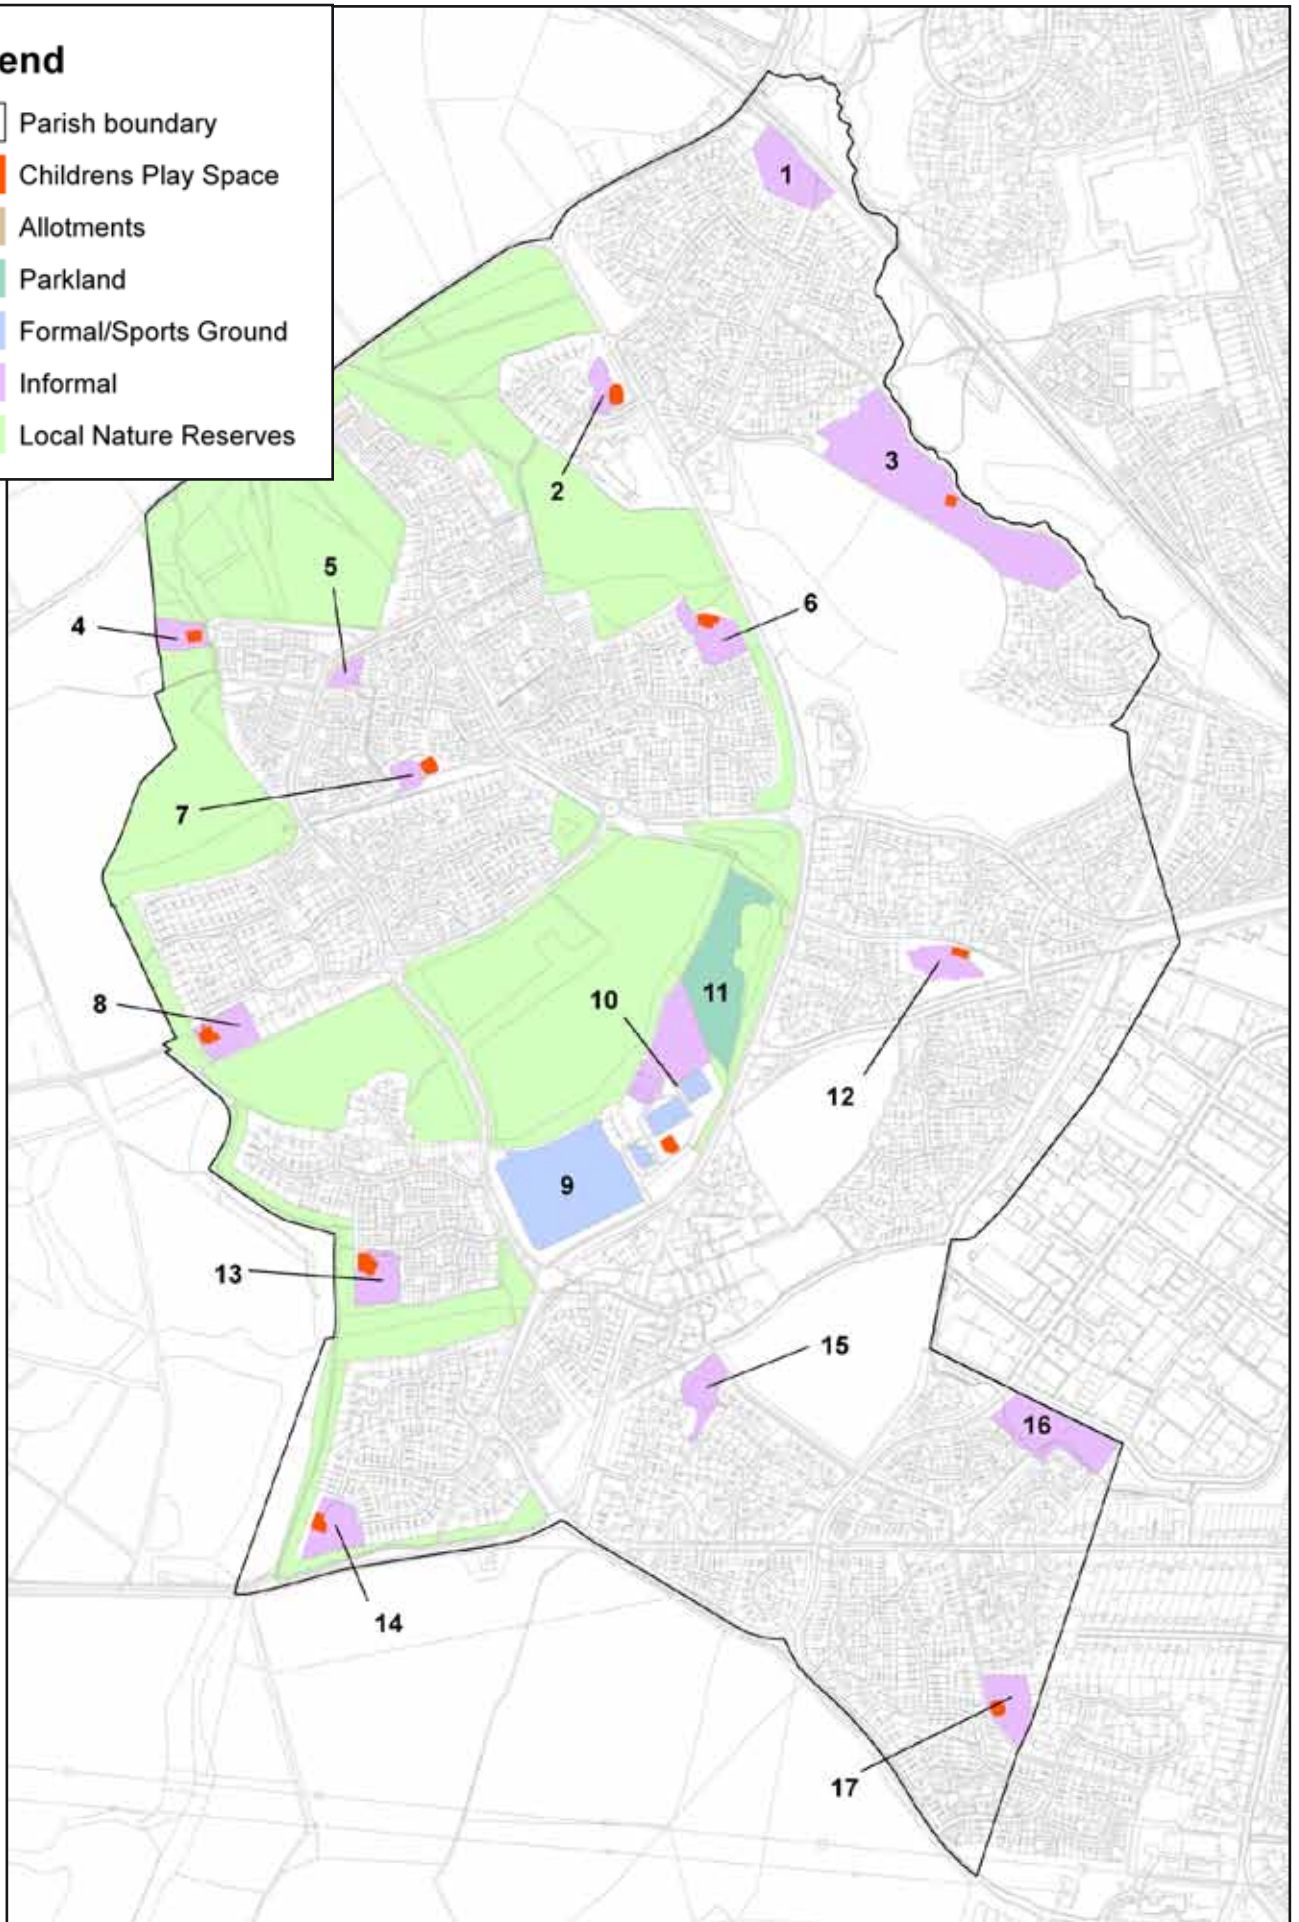 end
Parish boundary
Childrens Play Space
Allotments
Parkland
Formal/Sports Ground
Informal
Local Nature Reserves
1
2
3
4
5
6
7
8
9
10
11
12
13
14
15
16
17